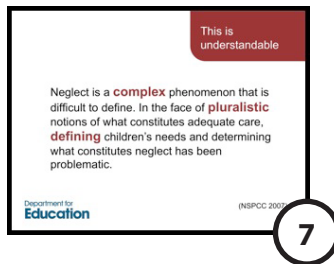 This is
understandable
Neglect is a complex phenomenon that is
difficult to define. In the face of pluralistic
notions of what constitutes adequate care,
defining children's needs and determining
what constitutes neglect has been
problematic.
Department for
Education
(NSPCC 2007)
7